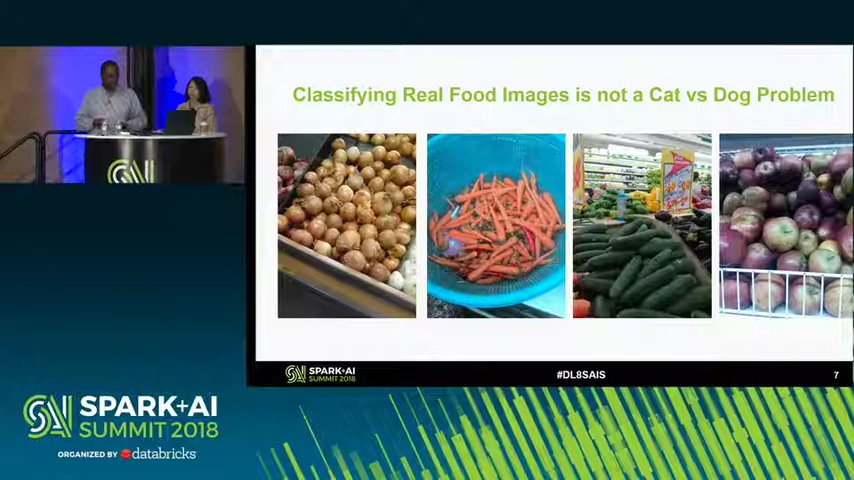 Classifying Real Food Images is not a Cat vs Dog Problem
SPARK+AI
SUMMIT 2018
#DL8SAIS
7
SPARK+AI
SUMMIT 2018
ORGANIZED BY databricks